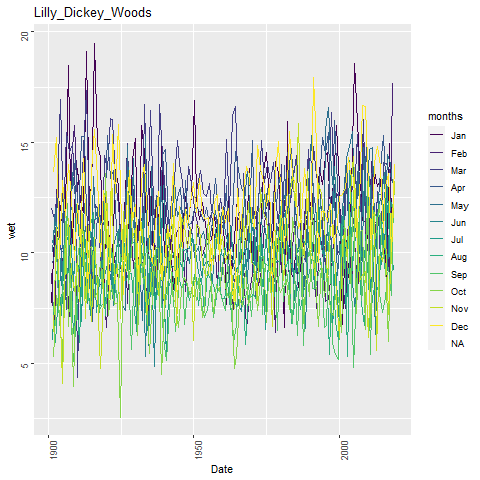 Lilly_Dickey_Woods
20
15
10
5
wet
1900
1950
2000
Date
months
Jan
Feb
Mar
Apr
May
Jun
Jul
Aug
Sep
Oct
Nov
Dec
NA